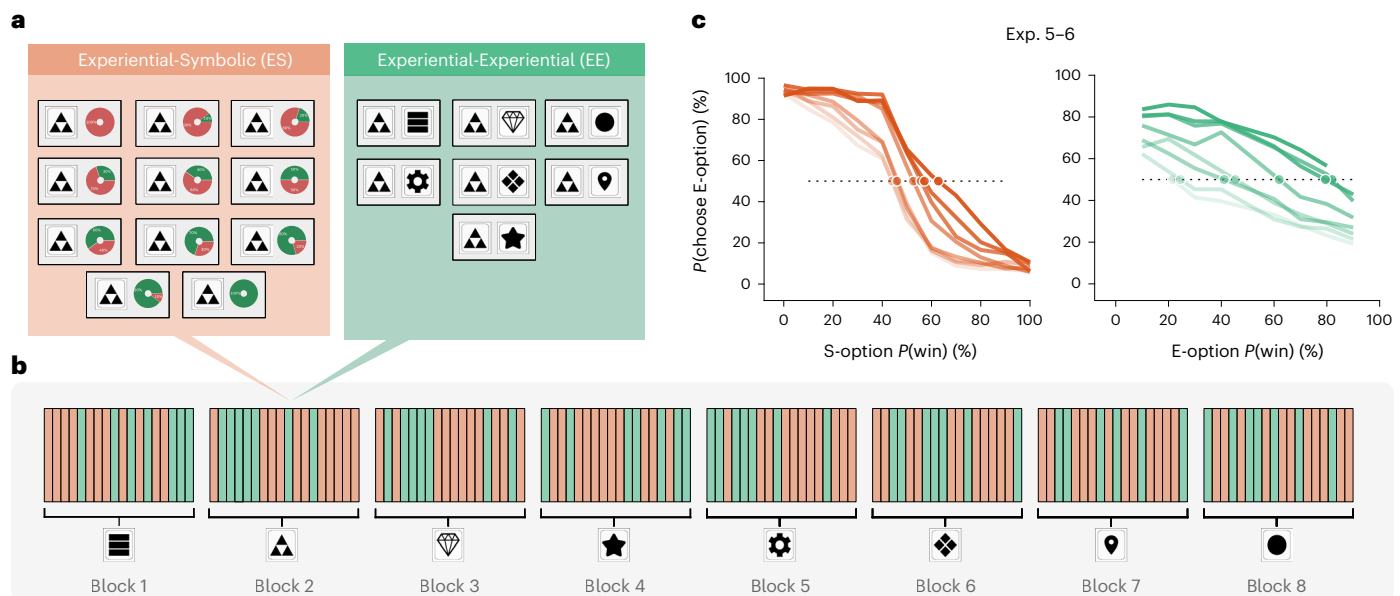 a
Experiential-Symbolic (ES)
Experiential-Experiential (EE)
c
Exp. 5–6
P(choose E-option) (%)
100
80
60
40
20
0
0 20 40 60 80 100
S-option P(win) (%)
100
80
60
40
20
0
0 20 40 60 80 100
E-option P(win) (%)
b
Block 1
Block 2
Block 3
Block 4
Block 5
Block 6
Block 7
Block 8